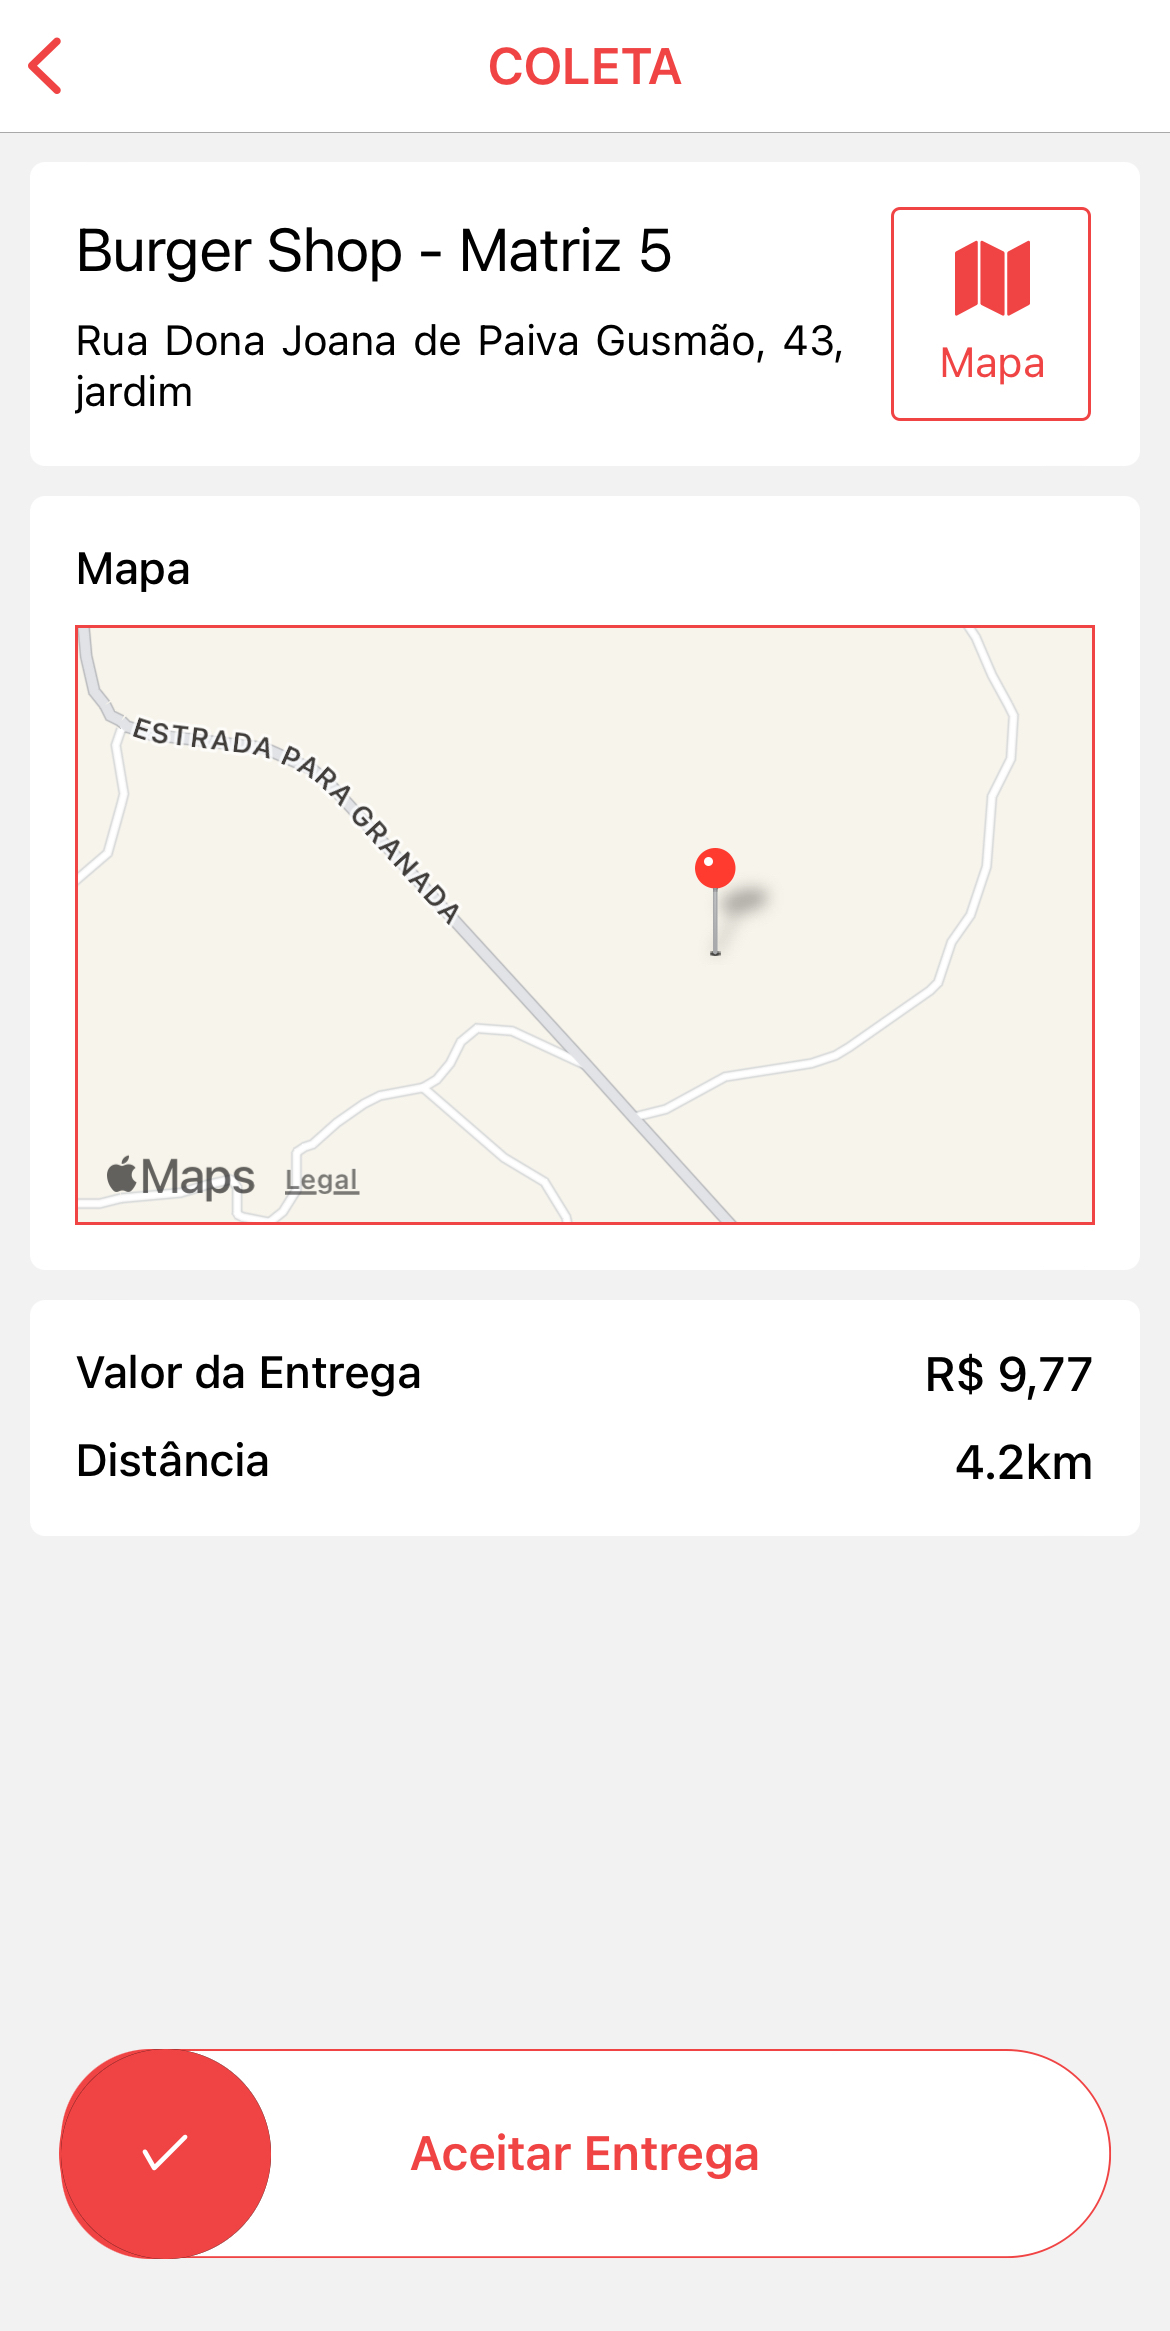 COLETA
Burger Shop - Matriz 5
Rua Dona Joana de Paiva Gusmão, 43,
jardim
Mapa
Mapa
ESTRADA PARA GRANADA
Maps Legal
Valor da Entrega R$ 9,77
Distância 4.2km
Aceitar Entrega